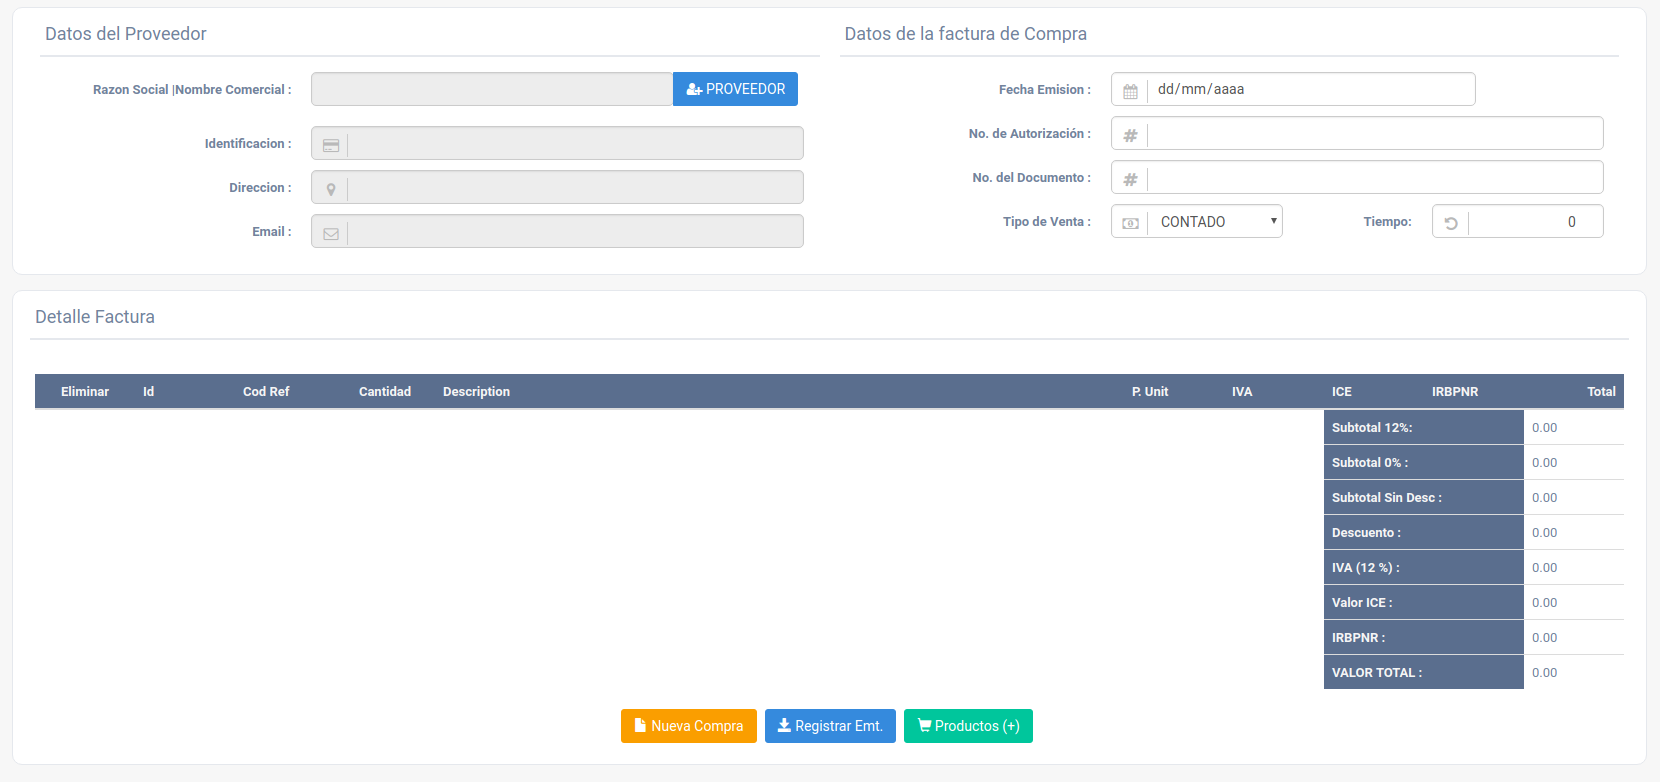 Datos del Proveedor
Razon Social |Nombre Comercial :
PROVEEDOR
Identificacion :
Direccion :
Email :
Datos de la factura de Compra
Fecha Emision :
dd/mm/aaaa
No. de Autorización :
#
No. del Documento :
#
Tipo de Venta :
CONTADO
Tiempo:
0
Detalle Factura
Eliminar Id Cod Ref Cantidad Description P. Unit IVA ICE IRBPNR Total
Subtotal 12%: 0.00
Subtotal 0% : 0.00
Subtotal Sin Desc : 0.00
Descuento : 0.00
IVA (12 %) : 0.00
Valor ICE : 0.00
IRBPNR : 0.00
VALOR TOTAL : 0.00
Nueva Compra Registrar Emt. Productos (+)